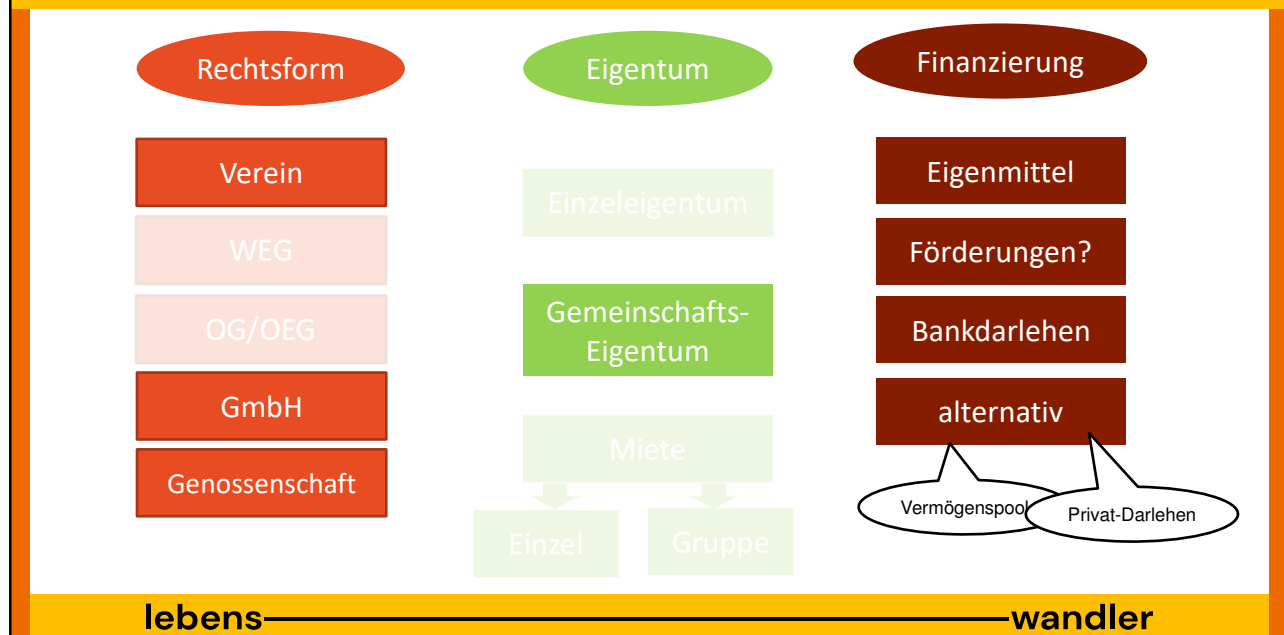 Rechtsform
Verein
WEG
OG/OEG
GmbH
Genossenschaft
Eigentum
Einzeleigentum
Gemeinschafts-
Eigentum
Miete
Einzel
Gruppe
Finanzierung
Eigenmittel
Förderungen?
Bankdarlehen
alternativ
Vermögenspool
Privat-Darlehen
lebens
wandler